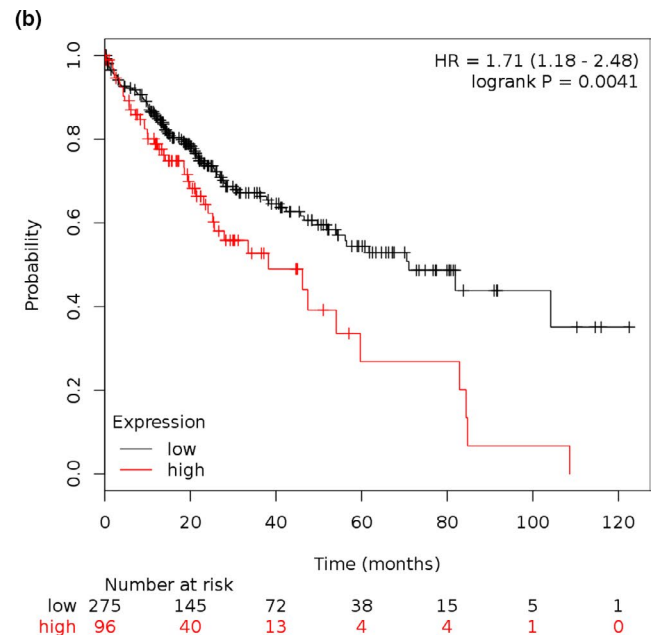 (b)
HR = 1.71 (1.18 - 2.48)
logrank P = 0.0041
Probability
1.0
0.8
0.6
0.4
0.2
0.0
Expression
low
high
0 20 40 60 80 100 120
Time (months)
Number at risk
low 275 145 72 38 15 5 1
high 96 40 13 4 4 1 0